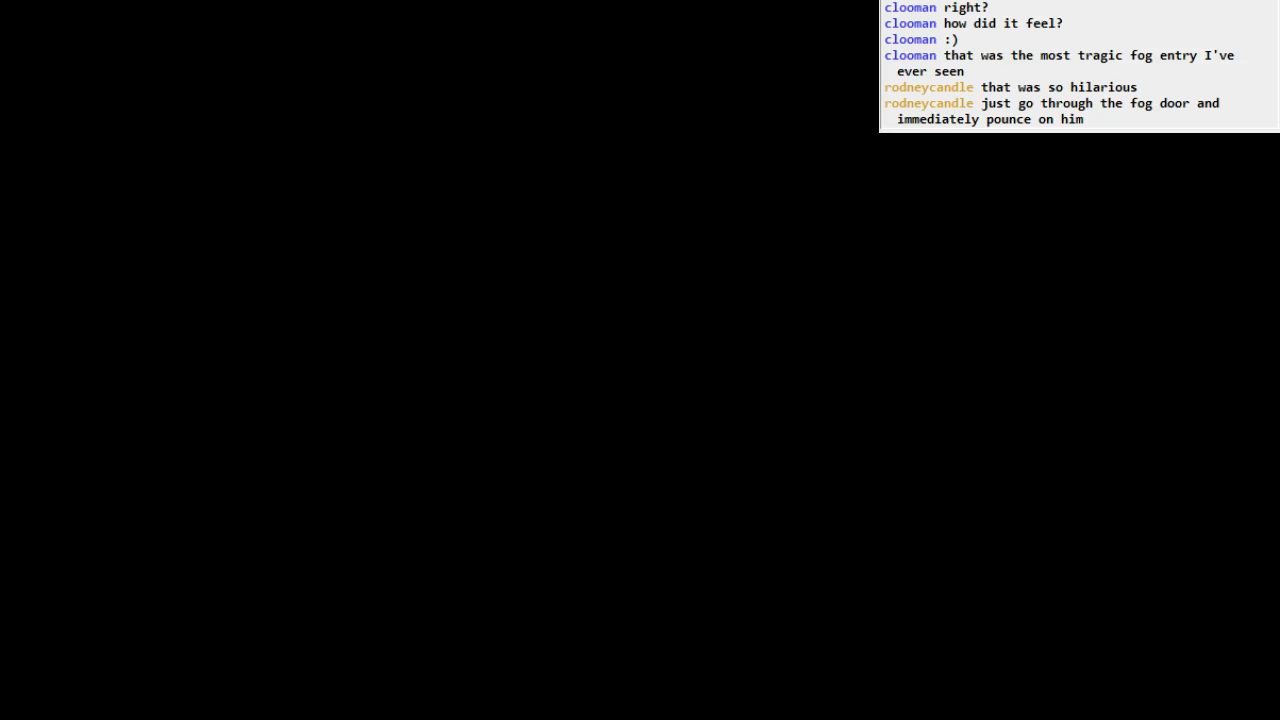 clooman right?
clooman how did it feel?
clooman :)
clooman that was the most tragic fog entry I've
ever seen
rodneycandle that was so hilarious
rodneycandle just go through the fog door and
immediately pounce on him